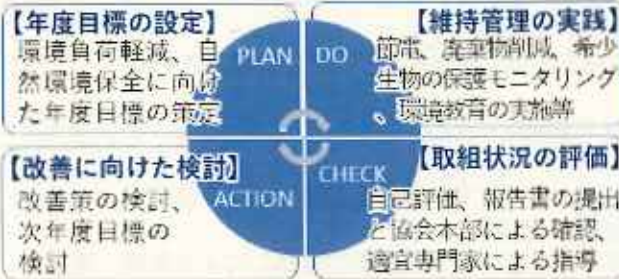 【年度目標の設定】
環境負荷軽減、自
然環境保全に向け
た年度目標の策定
PLAN
DO
【維持管理の実践】
節電、廃棄物削減、希少
生物の保護モニタリング
、環境教育の実施等
【改善に向けた検討】
改善策の検討、
次年度目標の
検討
ACTION
CHECK
【取組状況の評価】
自己評価、報告書の提出
と協会本部による確認、
適宜専門家による指導